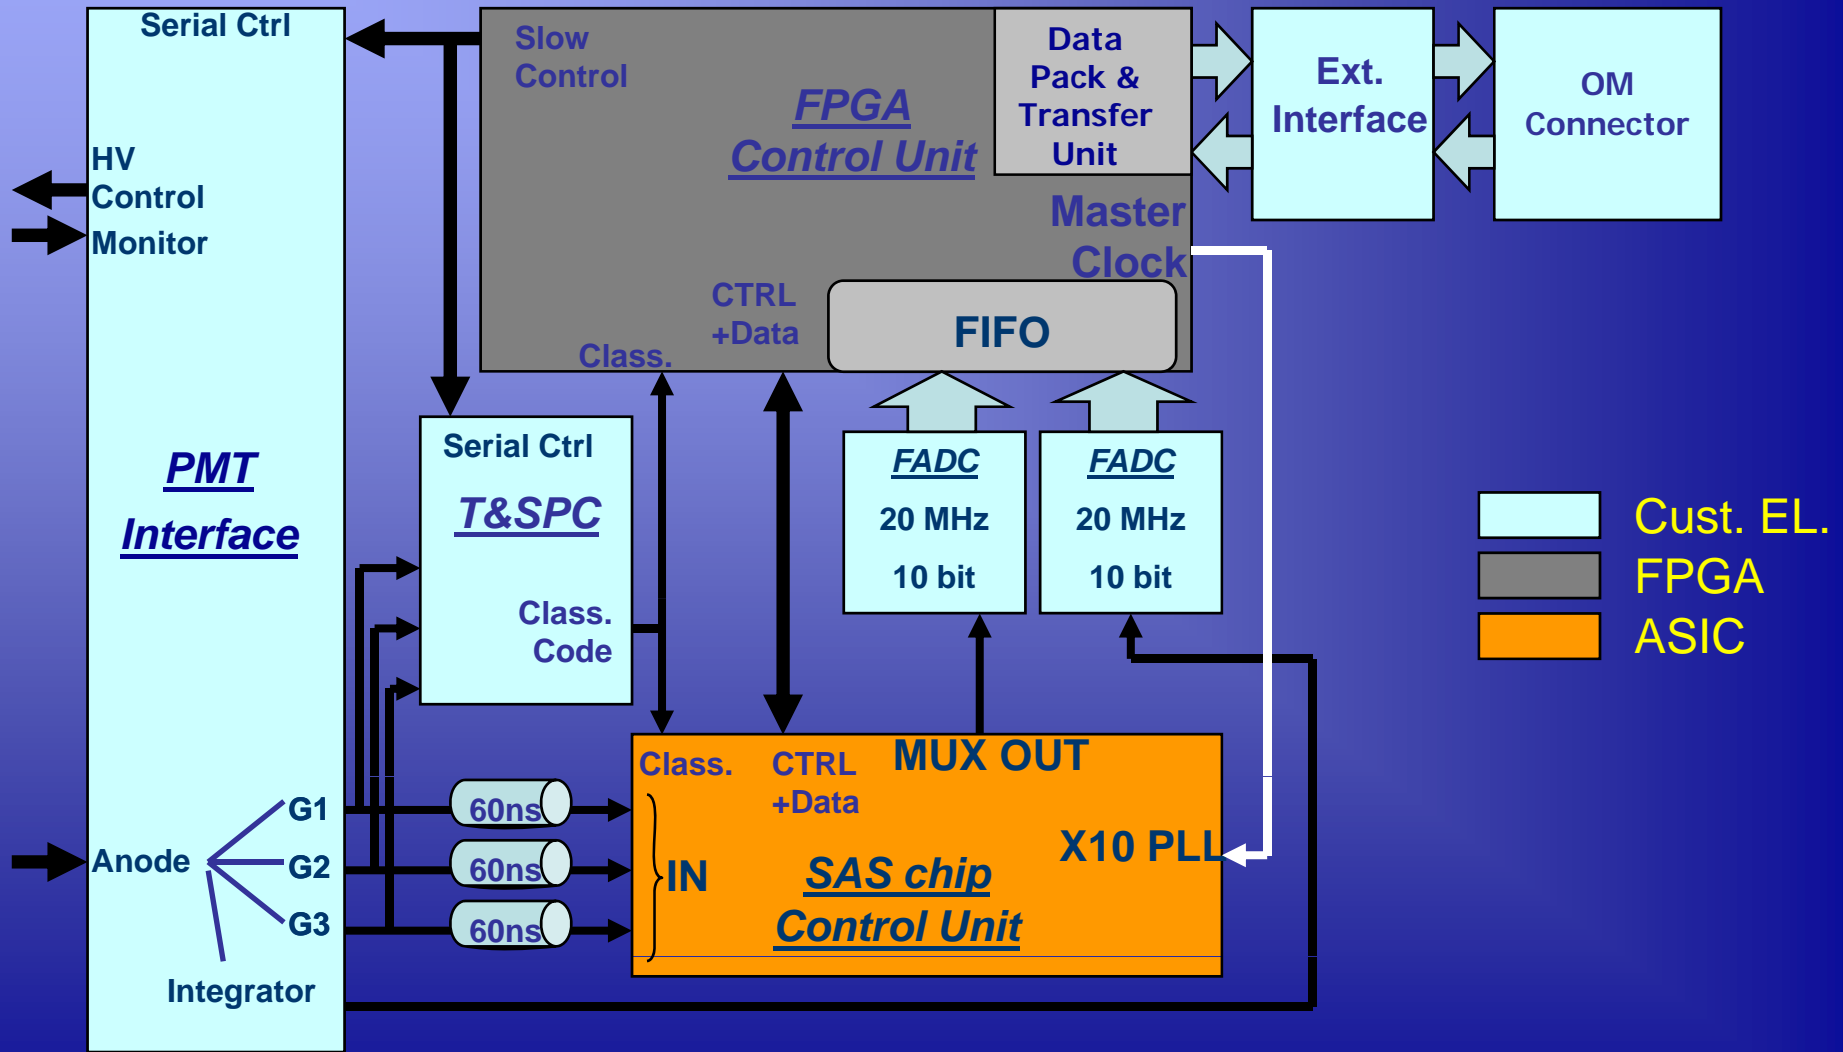 Serial Ctrl
HV
Control
Monitor
PMT
Interface
Anode
G1
G2
G3
Integrator
Slow
Control
FPGA
Control Unit
Data
Pack &
Transfer
Unit
Master
Clock
CTRL
+Data
Class.
FIFO
Ext.
Interface
OM
Connector
Serial Ctrl
T&SPC
Class.
Code
FADC
20 MHz
10 bit
FADC
20 MHz
10 bit
60ns
60ns
60ns
Class.
CTRL
+Data
MUX OUT
IN
X10 PLL
SAS chip
Control Unit
Cust. EL.
FPGA
ASIC